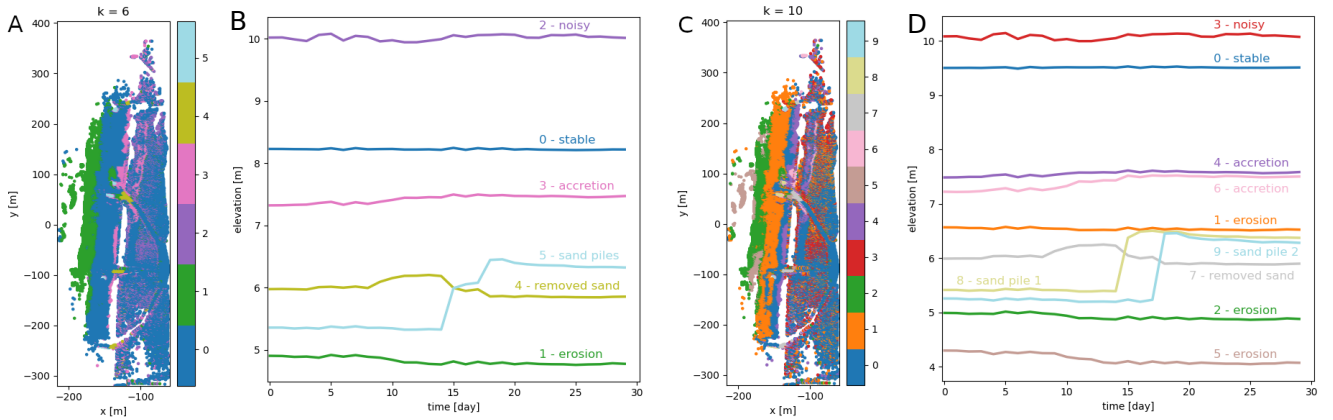 A
k = 6
400
300
200
100
0
−100
−200
−300
y [m]
−200
−100
x [m]
5
4
3
2
1
0
B
10
9
8
7
6
5
elevation [m]
2 - noisy
0 - stable
3 - accretion
5 - sand piles
4 - removed sand
1 - erosion
0
5
10
15
20
25
30
time [day]
C
k = 10
400
300
200
100
0
−100
−200
−300
y [m]
−200
−100
x [m]
9
8
7
6
5
4
3
2
1
0
D
10
9
8
7
6
5
4
elevation [m]
3 - noisy
0 - stable
4 - accretion
6 - accretion
1 - erosion
9 - sand pile 2
8 - sand pile 1
7 - removed sand
2 - erosion
5 - erosion
0
5
10
15
20
25
30
time [day]